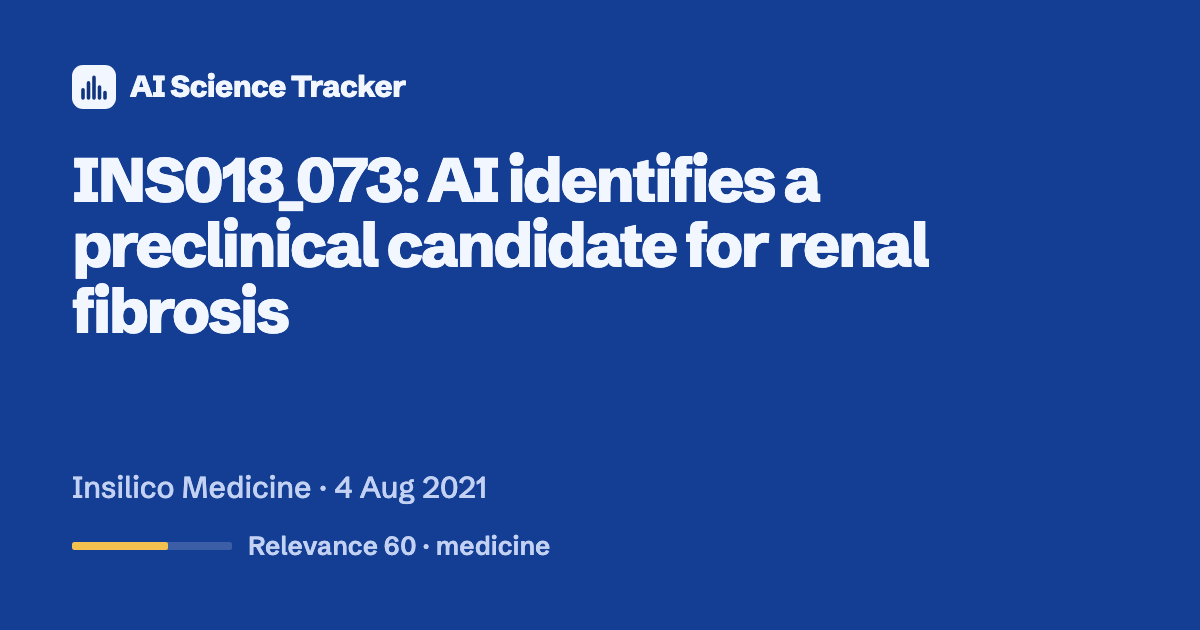 AI Science Tracker
INS018_073: AI identifies a
preclinical candidate for renal
fibrosis
Insilico Medicine · 4 Aug 2021
Relevance 60 · medicine